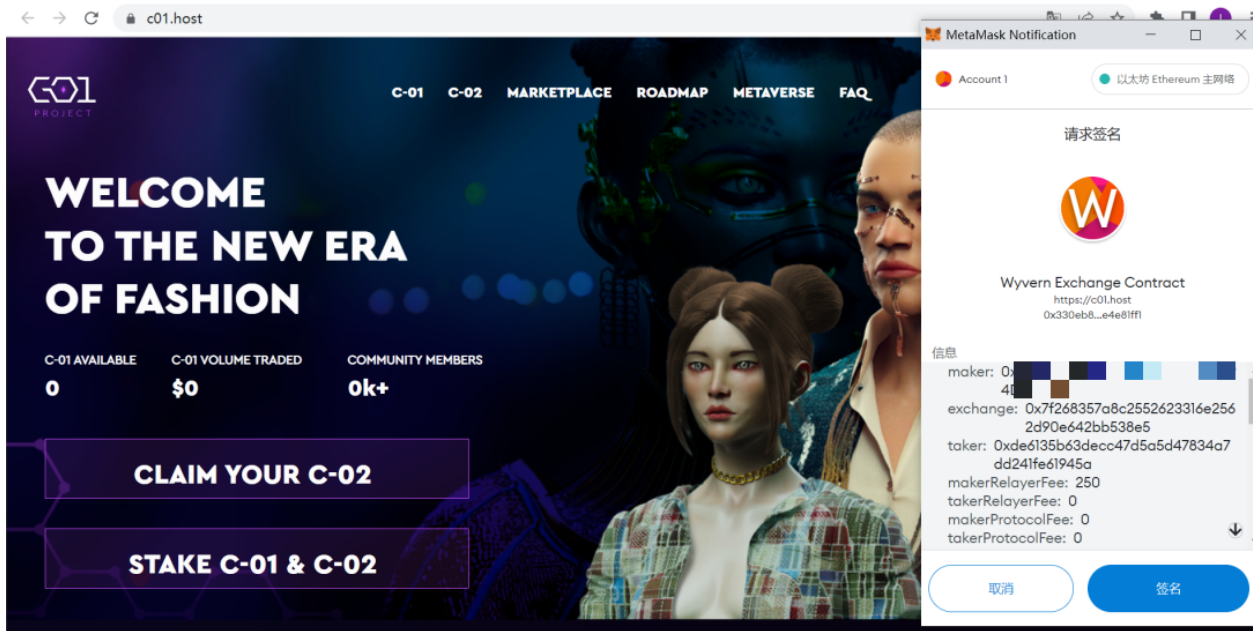 c01.host
C01
PROJECT
C-01 C-02 MARKETPLACE ROADMAP METAVERSE FAQ
WELCOME
TO THE NEW ERA
OF FASHION
C-01 AVAILABLE C-01 VOLUME TRADED COMMUNITY MEMBERS
0 $0 0k+
CLAIM YOUR C-02
STAKE C-01 & C-02
MetaMask Notification
Account 1 以太坊 Ethereum 主网络
请求签名
W
Wyvern Exchange Contract
https://c01.host
0x330eb8...e4e81ff1
信息
maker: 0x
exchange: 0x7f268357a8c2552623316e256
2d90e642bb538e5
taker: 0xde6135b63decc47d5a5d47834a7
dd241fe61945a
makerRelayerFee: 250
takerRelayerFee: 0
makerProtocolFee: 0
takerProtocolFee: 0
取消 签名